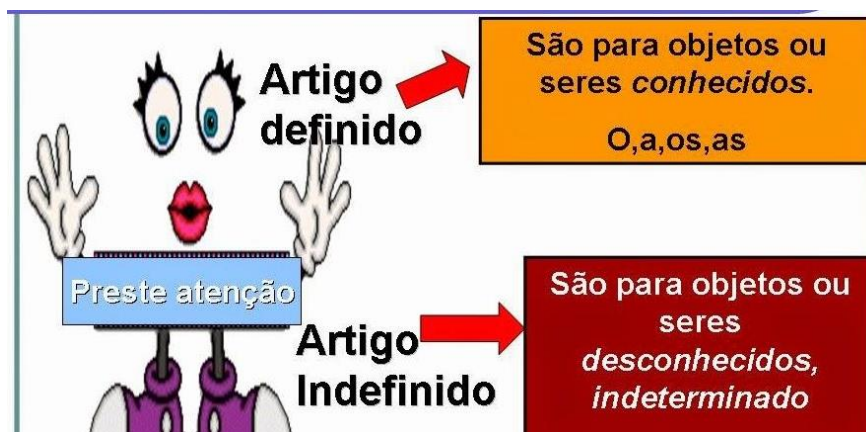 Artigo
definido
São para objetos ou
seres conhecidos.
O,a,os,as
Preste atenção
Artigo
Indefinido
São para objetos ou
seres
desconhecidos,
indeterminado